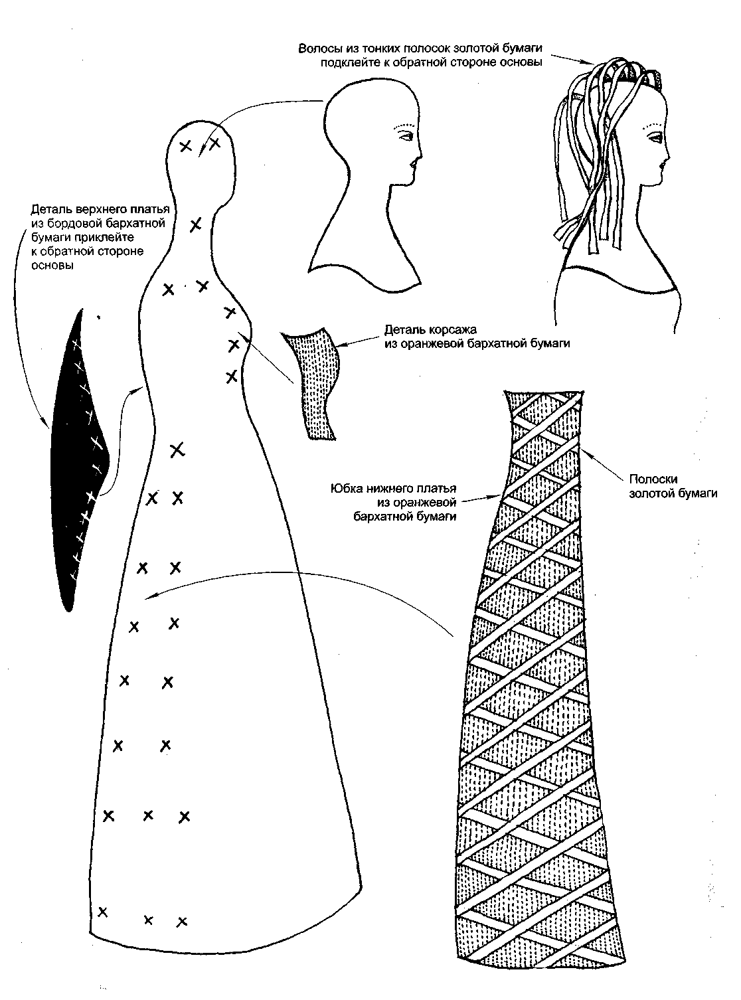 Волосы из тонких полосок золотой бумаги
подклейте к обратной стороне основы
Деталь верхнего платья
из бордовой бархатной
бумаги приклейте
к обратной стороне
основы
Деталь корсажа
из оранжевой бархатной бумаги
Юбка нижнего платья
из оранжевой
бархатной бумаги
Полоски
золотой бумаги